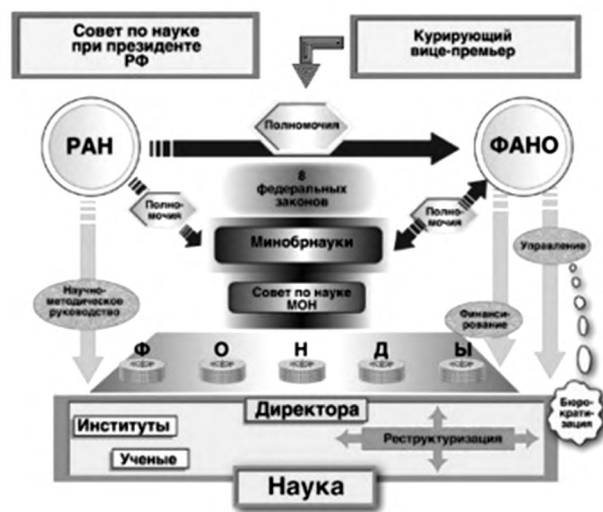 Совет по науке
при президенте
РФ
Курирующий
вице-премьер
Полномочия
РАН
ФАНО
8
федеральных
законов
Полно-
мочия
Полно-
мочия
Минобрнауки
Управление
Научно-
методическое
руководство
Совет по науке
МОН
Финанси-
рование
Ф О Н Д Ы
Бюро-
крати-
зация
Директора
Институты
Реструктуризация
Ученые
Наука